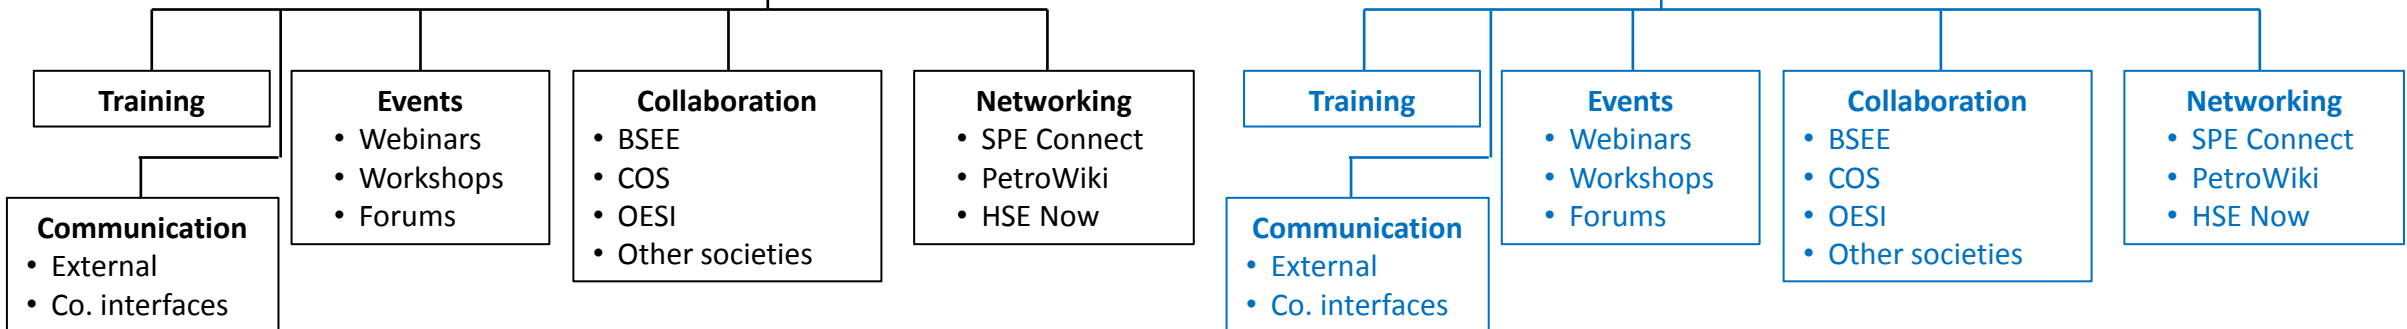 Training
Events
• Webinars
• Workshops
• Forums
Collaboration
• BSEE
• COS
• OESI
• Other societies
Networking
• SPE Connect
• PetroWiki
• HSE Now
Communication
• External
• Co. interfaces
Training
Events
• Webinars
• Workshops
• Forums
Collaboration
• BSEE
• COS
• OESI
• Other societies
Networking
• SPE Connect
• PetroWiki
• HSE Now
Communication
• External
• Co. interfaces